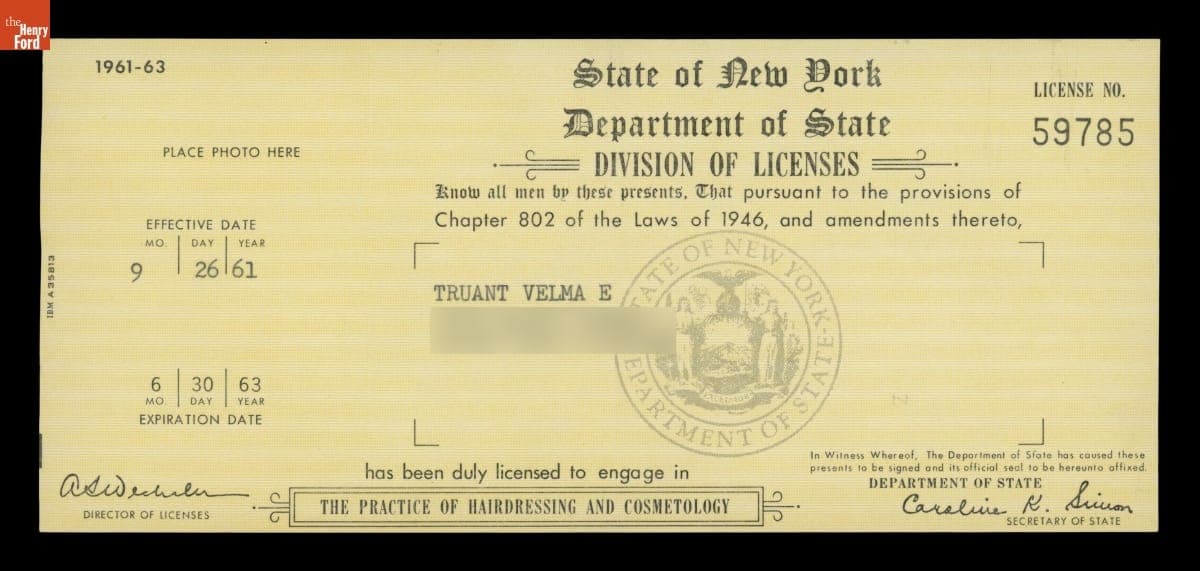 the
Henry
Ford
1961-63
State of New York
Department of State
DIVISION OF LICENSES
LICENSE NO.
59785
PLACE PHOTO HERE
Know all men by these presents, That pursuant to the provisions of
Chapter 802 of the Laws of 1946, and amendments thereto,
EFFECTIVE DATE
MO. DAY YEAR
9 26 61
IBM A35813
TRUANT VELMA E
STATE OF NEW YORK
DEPARTMENT OF STATE
EXCELSIOR
Z
6 30 63
MO. DAY YEAR
EXPIRATION DATE
has been duly licensed to engage in
THE PRACTICE OF HAIRDRESSING AND COSMETOLOGY
DIRECTOR OF LICENSES
In Witness Whereof, The Department of State has caused these
presents to be signed and its official seal to be hereunto affixed.
DEPARTMENT OF STATE
Caroline K. Simon
SECRETARY OF STATE